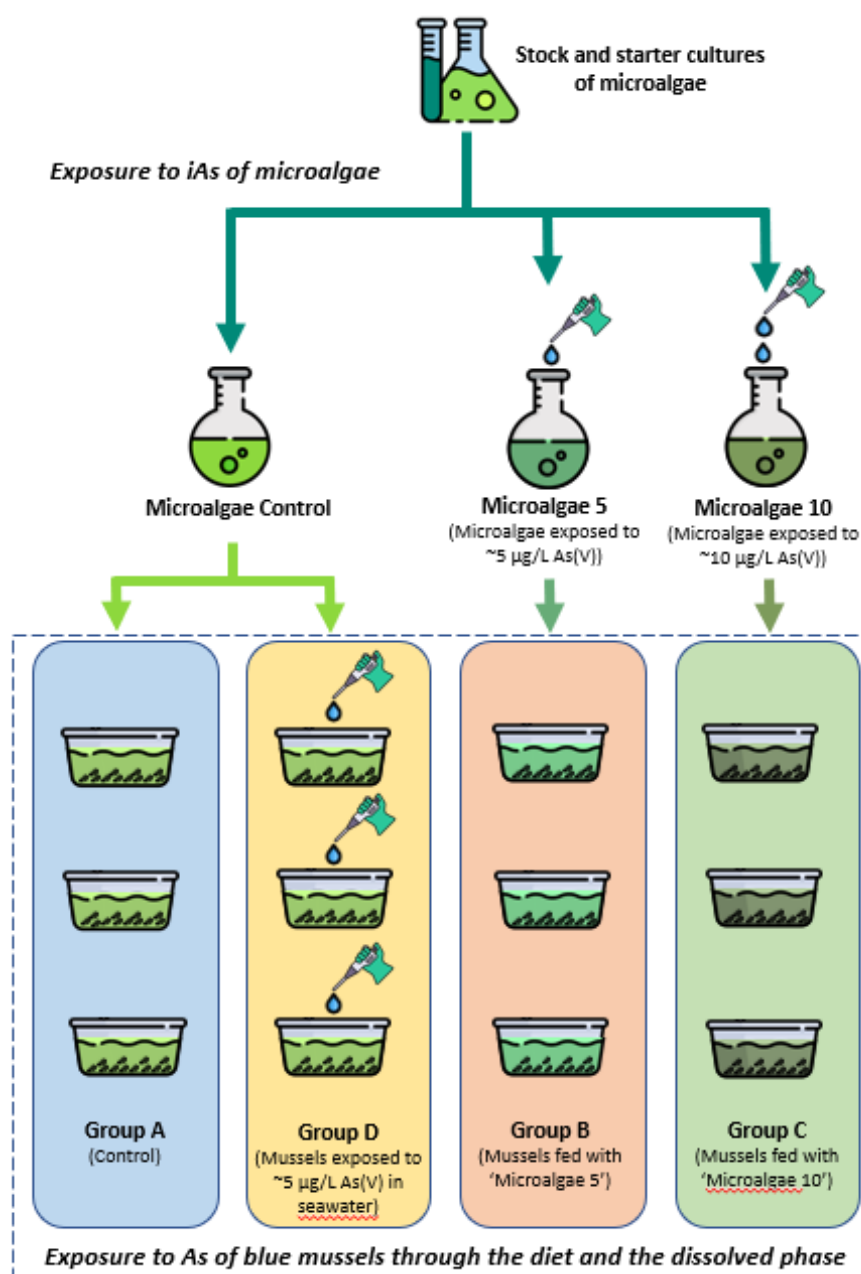 Stock and starter cultures
of microalgae
Exposure to iAs of microalgae
Microalgae Control
Microalgae 5
(Microalgae exposed to
~5 µg/L As(V))
Microalgae 10
(Microalgae exposed to
~10 µg/L As(V))
Group A
(Control)
Group D
(Mussels exposed to
~5 µg/L As(V) in
seawater)
Group B
(Mussels fed with
‘Microalgae 5’)
Group C
(Mussels fed with
‘Microalgae 10’)
Exposure to As of blue mussels through the diet and the dissolved phase